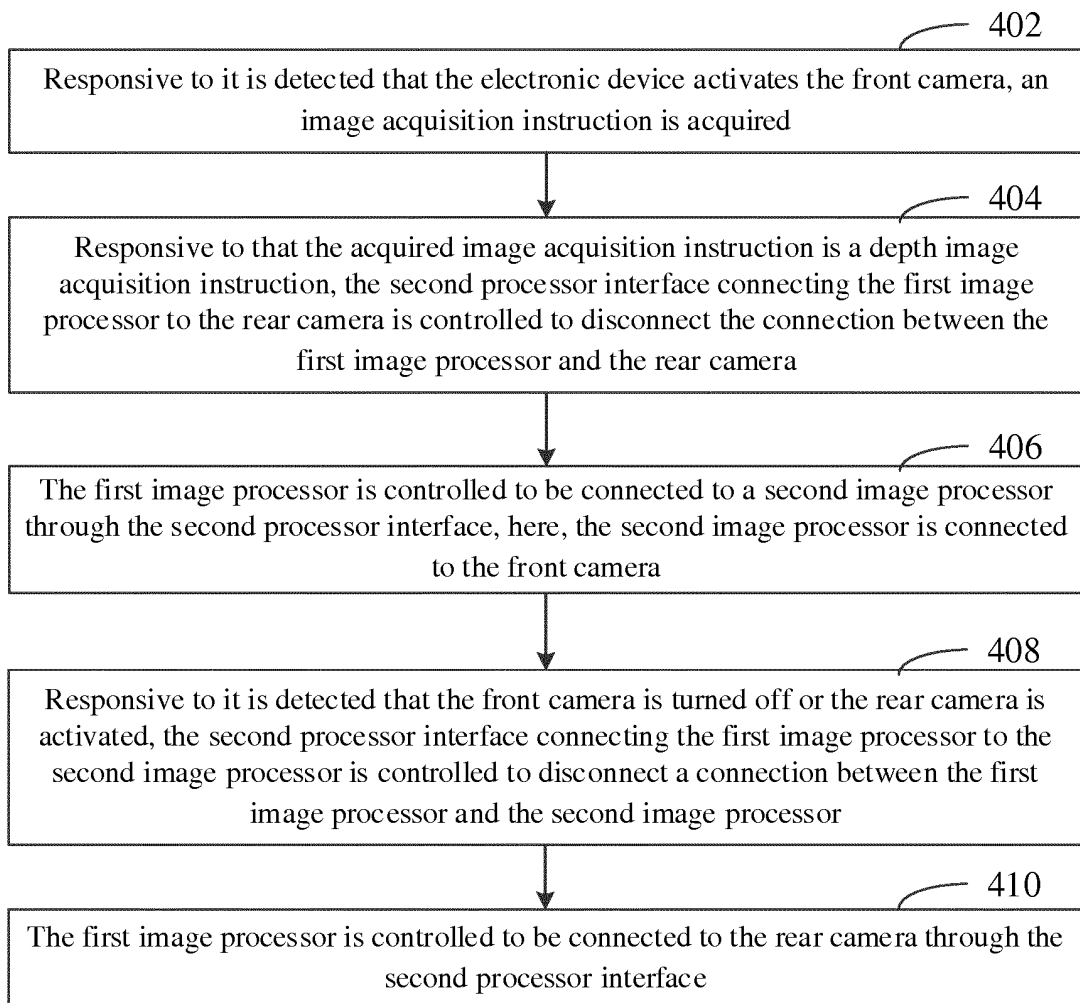 402
Responsive to it is detected that the electronic device activates the front camera, an
image acquisition instruction is acquired
404
Responsive to that the acquired image acquisition instruction is a depth image
acquisition instruction, the second processor interface connecting the first image
processor to the rear camera is controlled to disconnect the connection between the
first image processor and the rear camera
406
The first image processor is controlled to be connected to a second image processor
through the second processor interface, here, the second image processor is connected
to the front camera
408
Responsive to it is detected that the front camera is turned off or the rear camera is
activated, the second processor interface connecting the first image processor to the
second image processor is controlled to disconnect a connection between the first
image processor and the second image processor
410
The first image processor is controlled to be connected to the rear camera through the
second processor interface